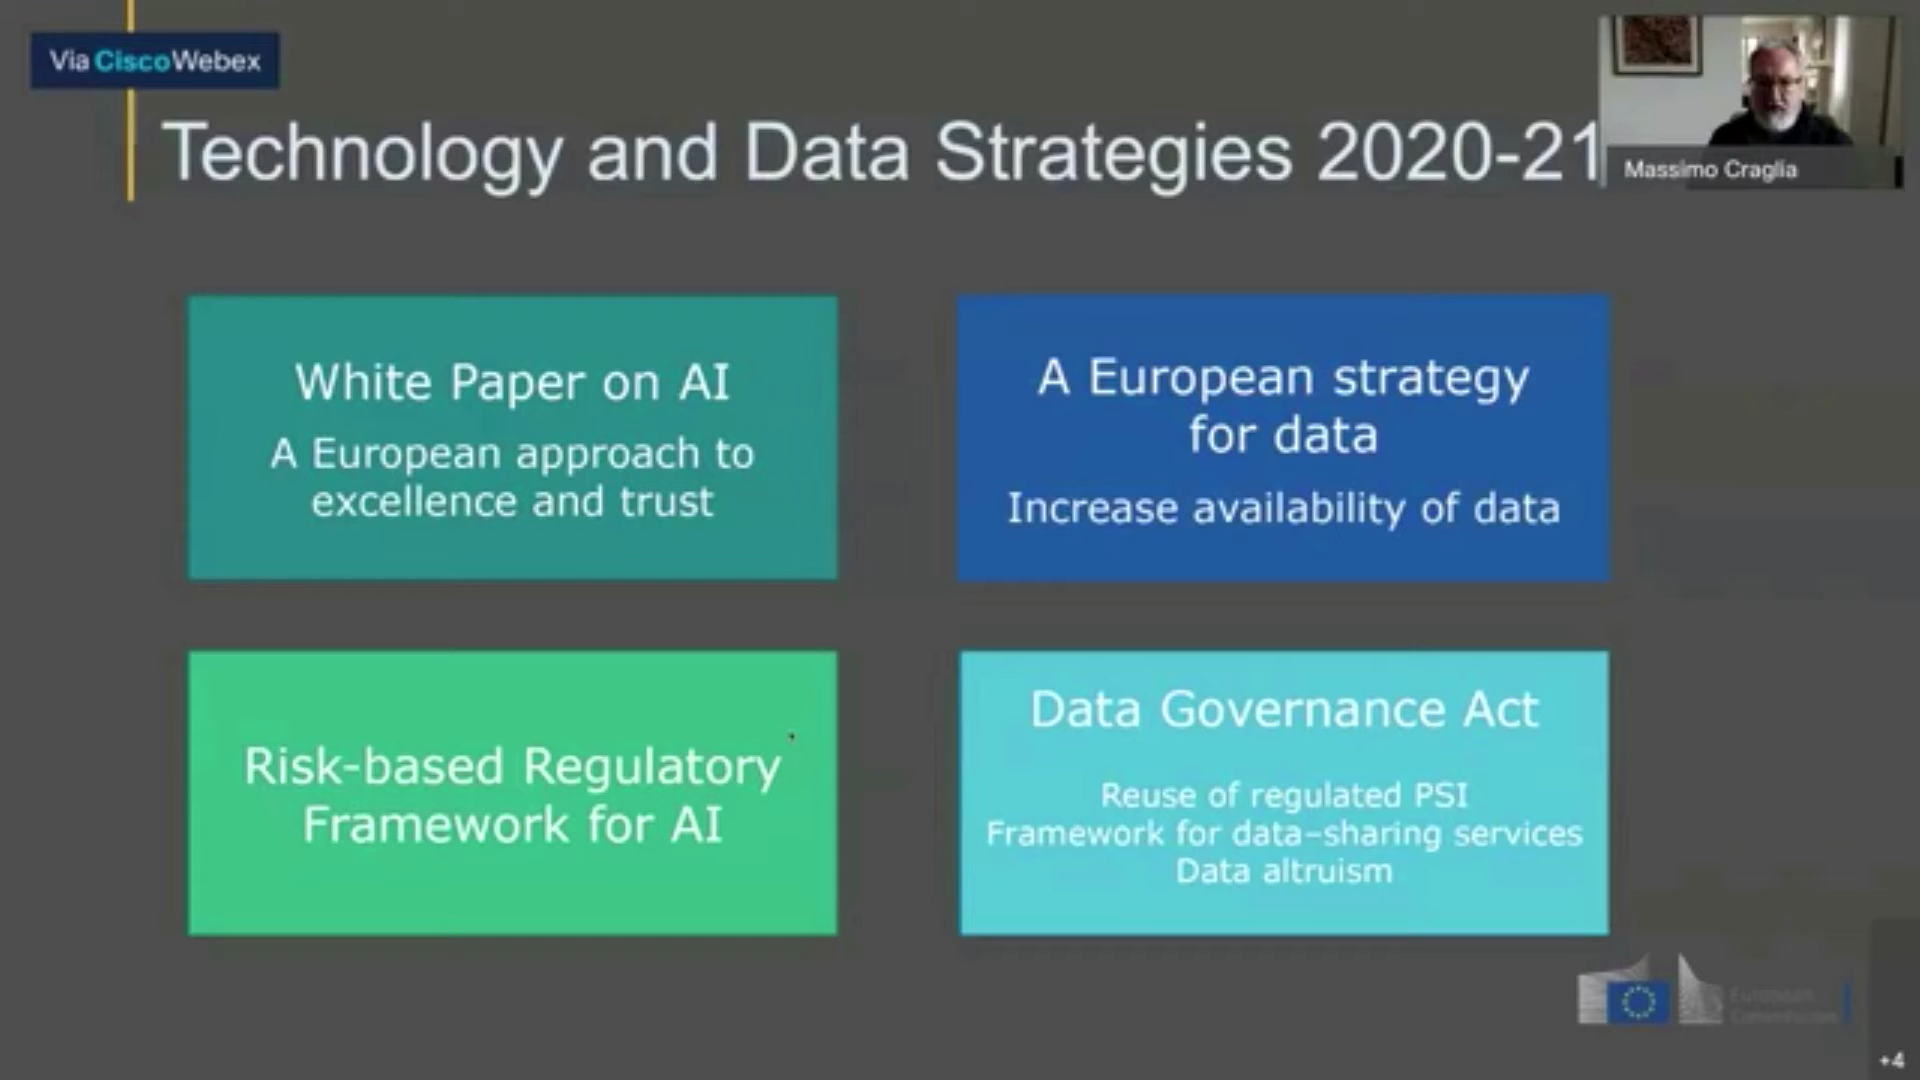 Via CiscoWebex
Technology and Data Strategies 2020-21
Massimo Craglia
White Paper on AI
A European approach to
excellence and trust
A European strategy
for data
Increase availability of data
Risk-based Regulatory
Framework for AI
Data Governance Act
Reuse of regulated PSI
Framework for data–sharing services
Data altruism
European
Commission
+4